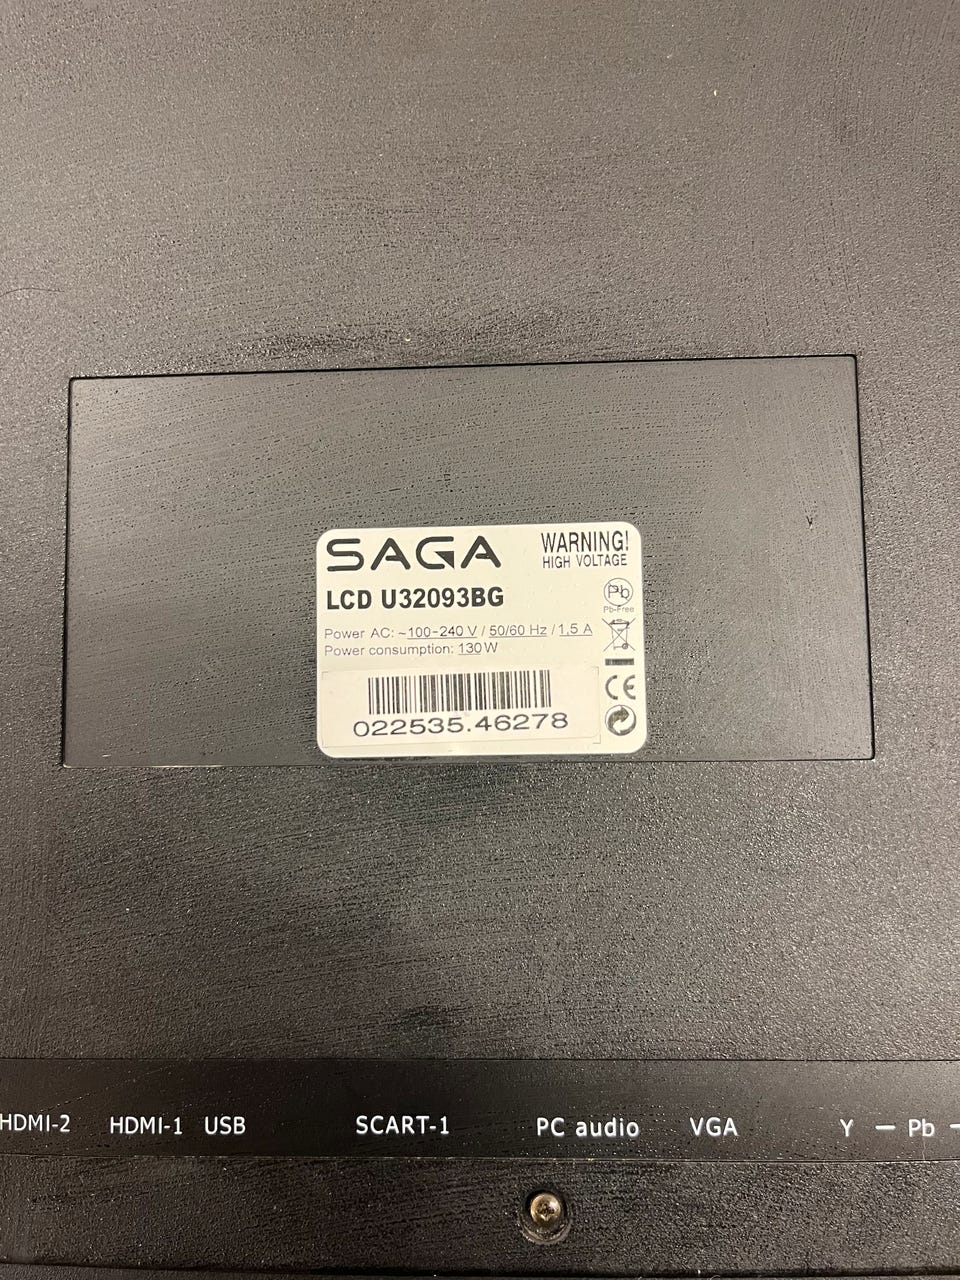 SAGA
WARNING!
HIGH VOLTAGE
LCD U32093BG
Pb
Pb-Free
Power AC: ~100-240 V / 50/60 Hz / 1,5 A
Power consumption: 130W
CE
022535.46278
HDMI-2 HDMI-1 USB SCART-1 PC audio VGA Y — Pb —